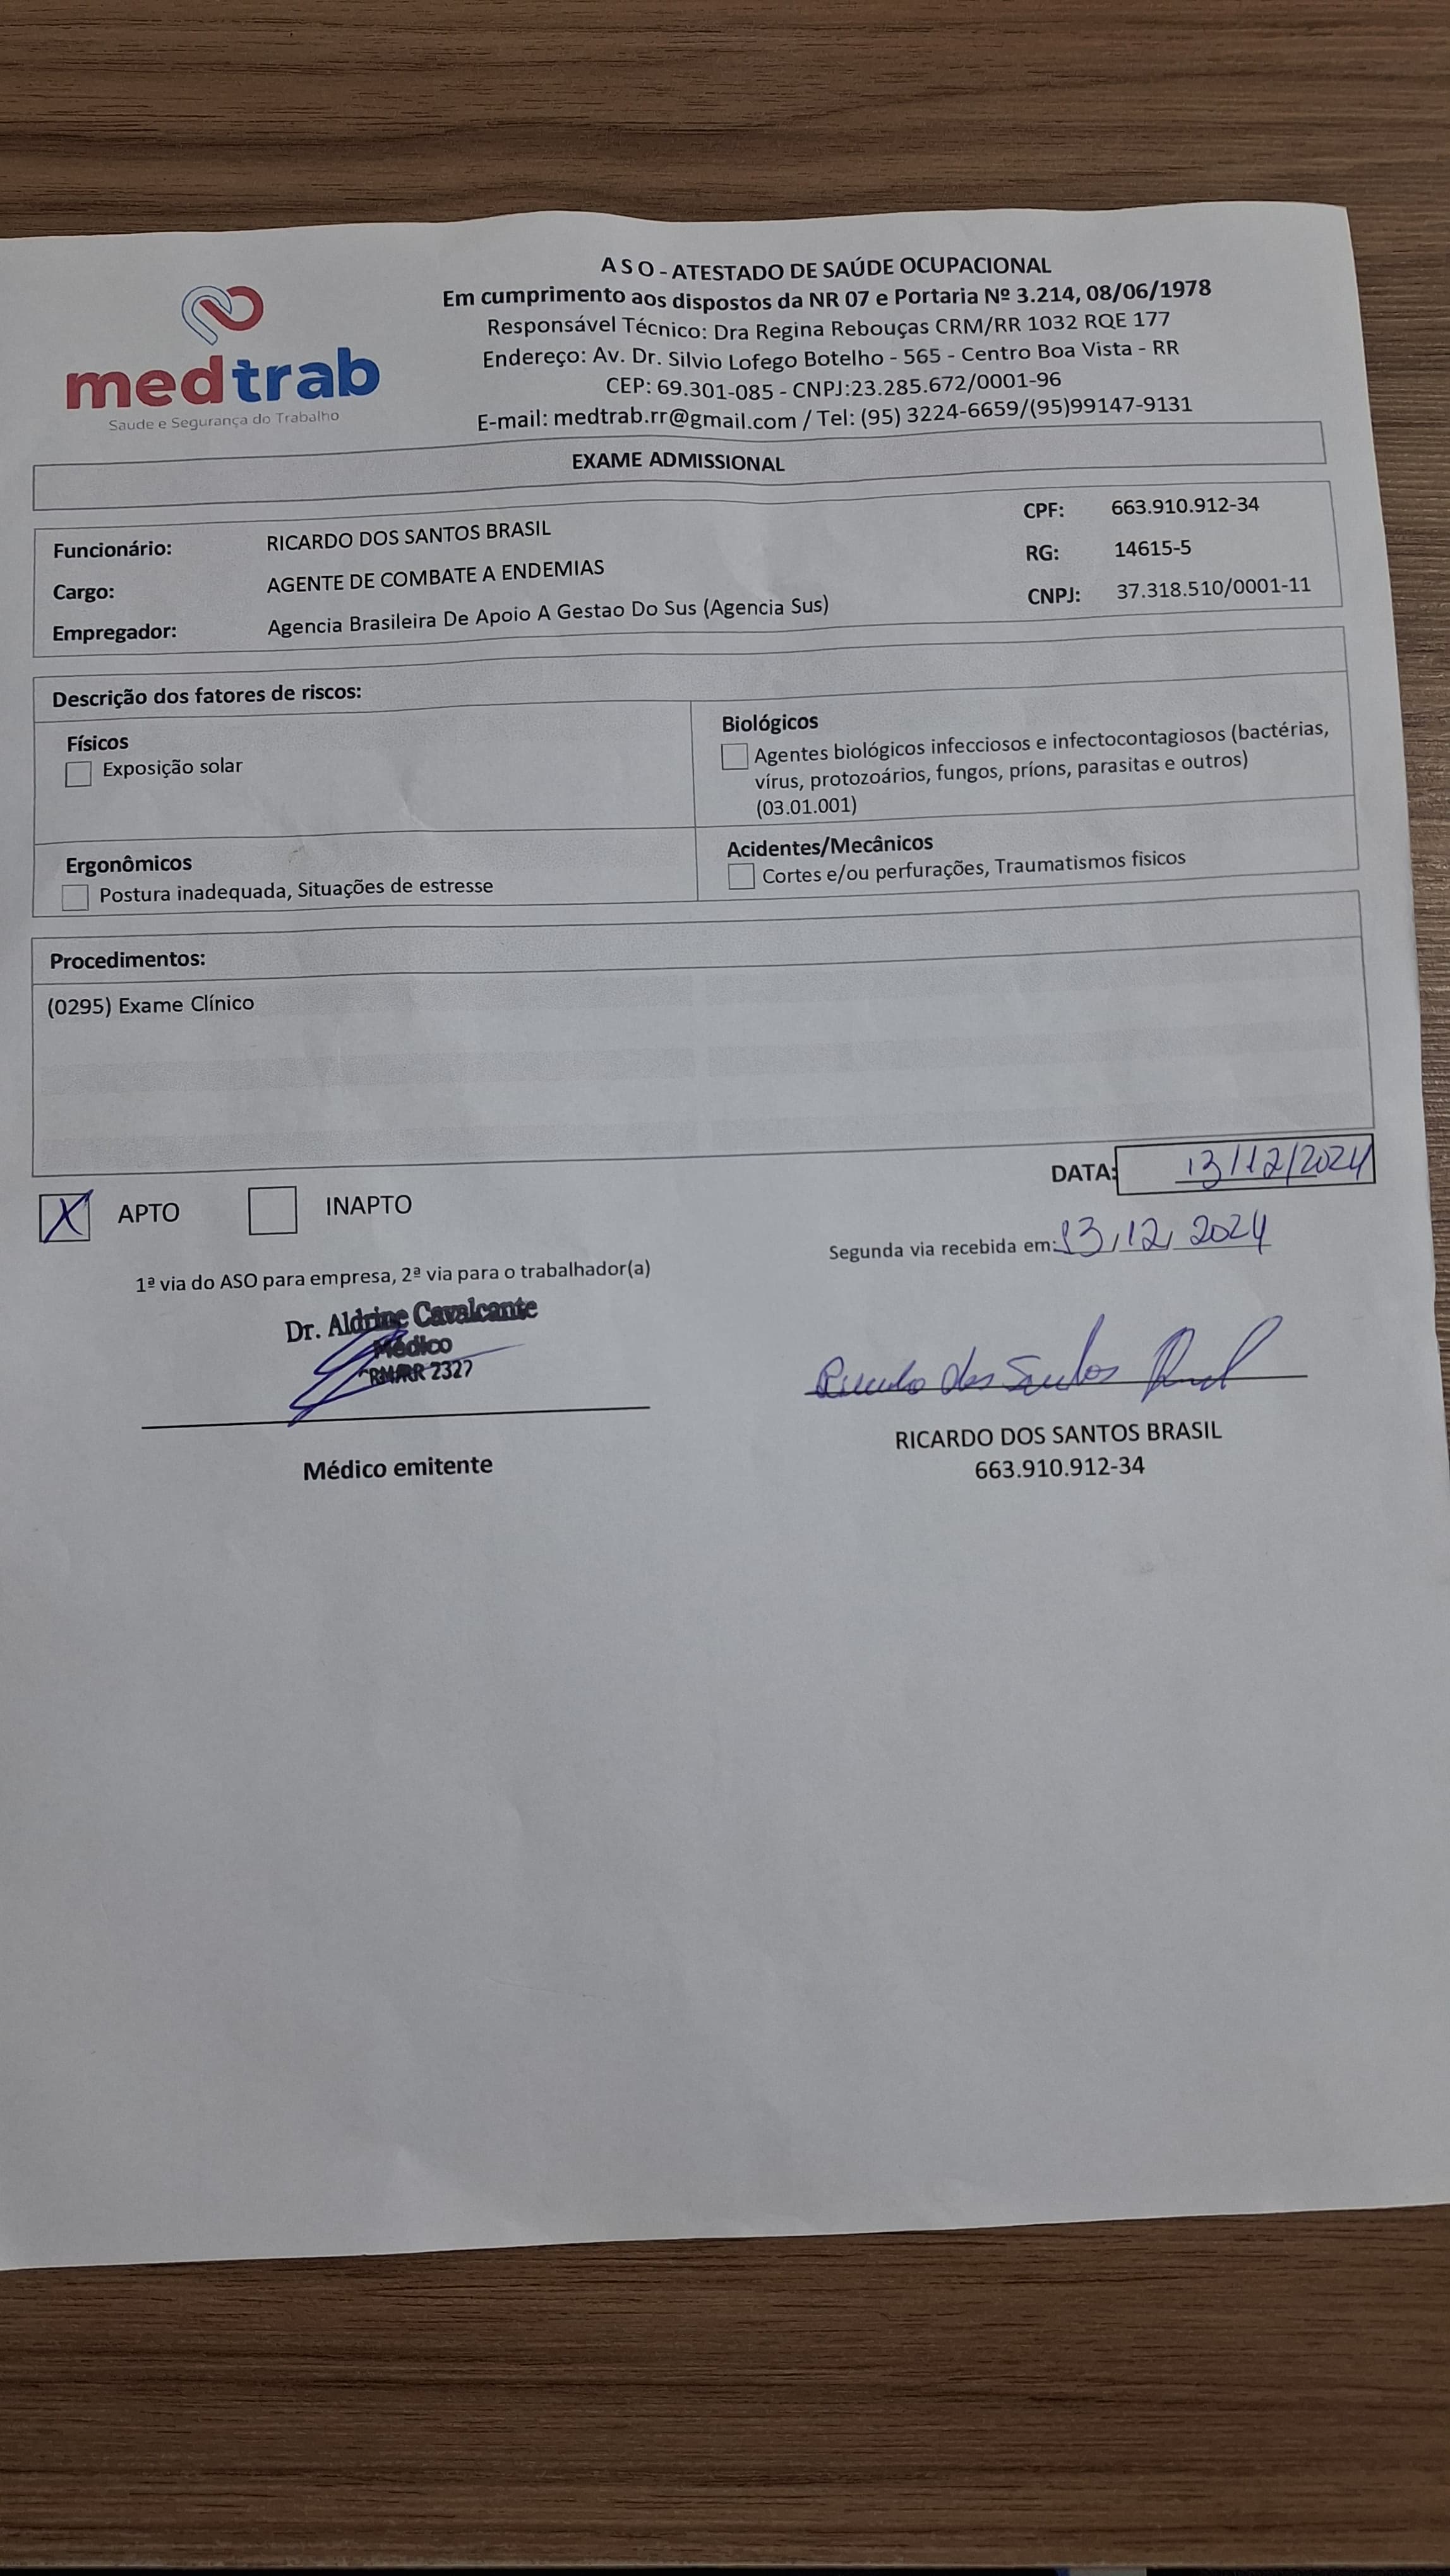 A S O - ATESTADO DE SAÚDE OCUPACIONAL
Em cumprimento aos dispostos da NR 07 e Portaria Nº 3.214, 08/06/1978
Responsável Técnico: Dra Regina Rebouças CRM/RR 1032 RQE 177
Endereço: Av. Dr. Silvio Lofego Botelho - 565 - Centro Boa Vista - RR
CEP: 69.301-085 - CNPJ:23.285.672/0001-96
E-mail: medtrab.rr@gmail.com / Tel: (95) 3224-6659/(95)99147-9131
medtrab
Saude e Segurança do Trabalho
EXAME ADMISSIONAL
Funcionário: RICARDO DOS SANTOS BRASIL CPF: 663.910.912-34
Cargo: AGENTE DE COMBATE A ENDEMIAS RG: 14615-5
Empregador: Agencia Brasileira De Apoio A Gestao Do Sus (Agencia Sus) CNPJ: 37.318.510/0001-11
Descrição dos fatores de riscos:
Físicos
Exposição solar
Biológicos
Agentes biológicos infecciosos e infectocontagiosos (bactérias,
vírus, protozoários, fungos, príons, parasitas e outros)
(03.01.001)
Ergonômicos
Postura inadequada, Situações de estresse
Acidentes/Mecânicos
Cortes e/ou perfurações, Traumatismos fisicos
Procedimentos:
(0295) Exame Clínico
DATA: 13/12/2024
X APTO INAPTO
Segunda via recebida em: 13/12/2024
1ª via do ASO para empresa, 2ª via para o trabalhador(a)
Dr. Aldrine Cavalcante
Médico
RM/RR 2327
Médico emitente
Ricardo dos Santos Brasil
RICARDO DOS SANTOS BRASIL
663.910.912-34